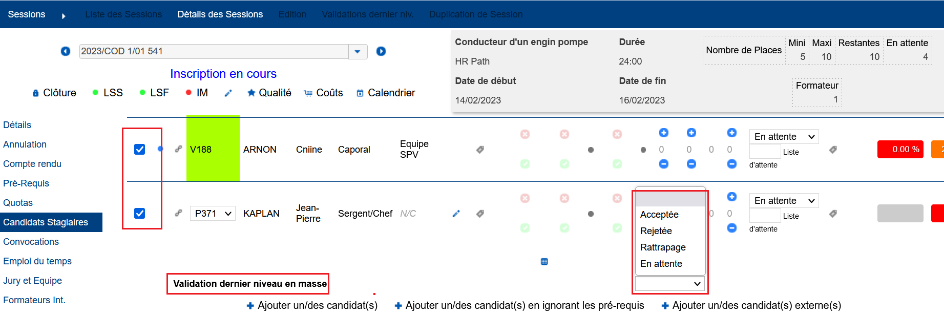 Sessions Liste des Sessions Détails des Sessions Edition Validations dernier niv. Duplication de Session
2023/COD 1/01 541
Inscription en cours
Clôture LSS LSF IM Qualité Coûts Calendrier
Conducteur d'un engin pompe Durée
HR Path 24:00
Date de début Date de fin
14/02/2023 16/02/2023
Nombre de Places Mini Maxi Restantes En attente
5 10 10 4
Formateur
1
Détails
Annulation
Compte rendu
Pré-Requis
Quotas
Candidats Stagiaires
Convocations
Emploi du temps
Jury et Equipe
Formateurs Int.
V188 ARNON Cniine Caporal Equipe SPV 0 0 0 En attente Liste d'attente 0.00 % 2
P371 KAPLAN Jean-Pierre Sergent/Chef N/C 0 0 En attente Liste d'attente
Acceptée
Rejetée
Rattrapage
En attente
Validation dernier niveau en masse
Ajouter un/des candidat(s) Ajouter un/des candidat(s) en ignorant les pré-requis Ajouter un/des candidat(s) externe(s)